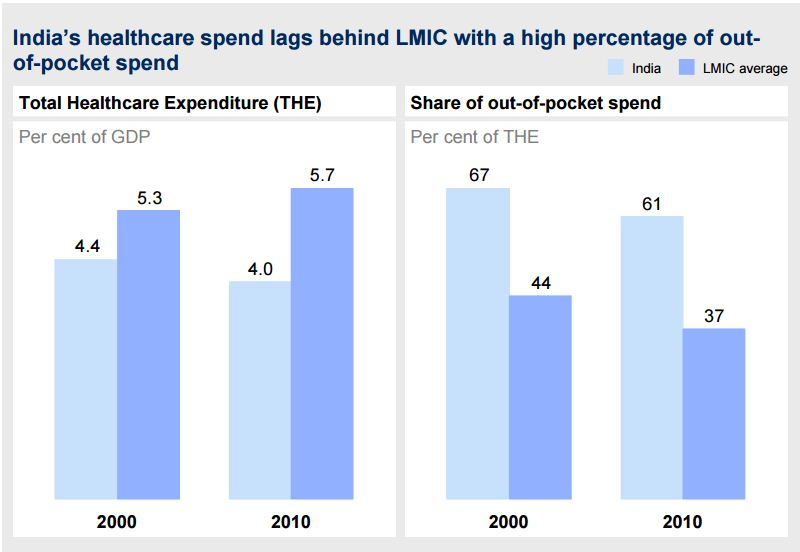 India's healthcare spend lags behind LMIC with a high percentage of out-
of-pocket spend
India
LMIC average
Total Healthcare Expenditure (THE)
Per cent of GDP
4.4
5.3
4.0
5.7
2000
2010
Share of out-of-pocket spend
Per cent of THE
67
44
61
37
2000
2010